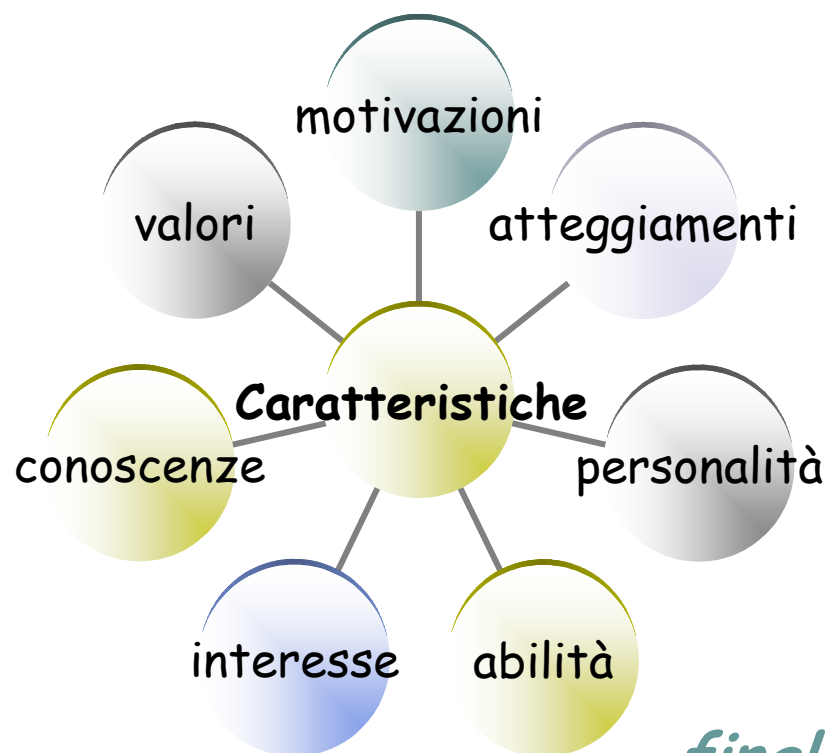 motivazioni
valori
atteggiamenti
Caratteristiche
conoscenze
personalità
interesse
abilità